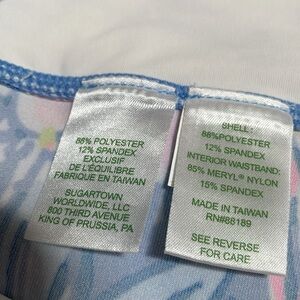 88% POLYESTER
12% SPANDEX
EXCLUSIF
DE L'ÉQUILIBRE
FABRIQUE EN TAIWAN
SUGARTOWN
WORLDWIDE, LLC
800 THIRD AVENUE
KING OF PRUSSIA, PA
SHELL:
88%POLYESTER
12% SPANDEX
INTERIOR WAISTBAND:
85% MERYL® NYLON
15% SPANDEX
MADE IN TAIWAN
RN#88189
SEE REVERSE
FOR CARE